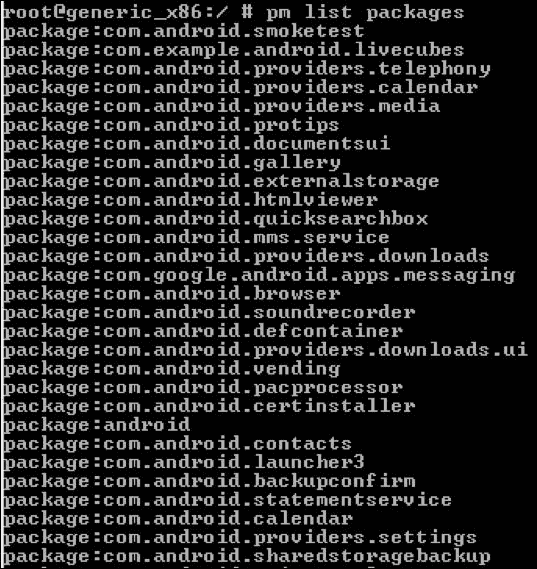 root@generic_x86:/ # pm list packages
package:com.android.smoketest
package:com.example.android.livecubes
package:com.android.providers.telephony
package:com.android.providers.calendar
package:com.android.providers.media
package:com.android.protips
package:com.android.documentsui
package:com.android.gallery
package:com.android.externalstorage
package:com.android.htmlviewer
package:com.android.quicksearchbox
package:com.android.mms.service
package:com.android.providers.downloads
package:com.google.android.apps.messaging
package:com.android.browser
package:com.android.soundrecorder
package:com.android.defcontainer
package:com.android.providers.downloads.ui
package:com.android.vending
package:com.android.pacprocessor
package:com.android.certinstaller
package:android
package:com.android.contacts
package:com.android.launcher3
package:com.android.backupconfirm
package:com.android.statementservice
package:com.android.calendar
package:com.android.providers.settings
package:com.android.sharedstoragebackup